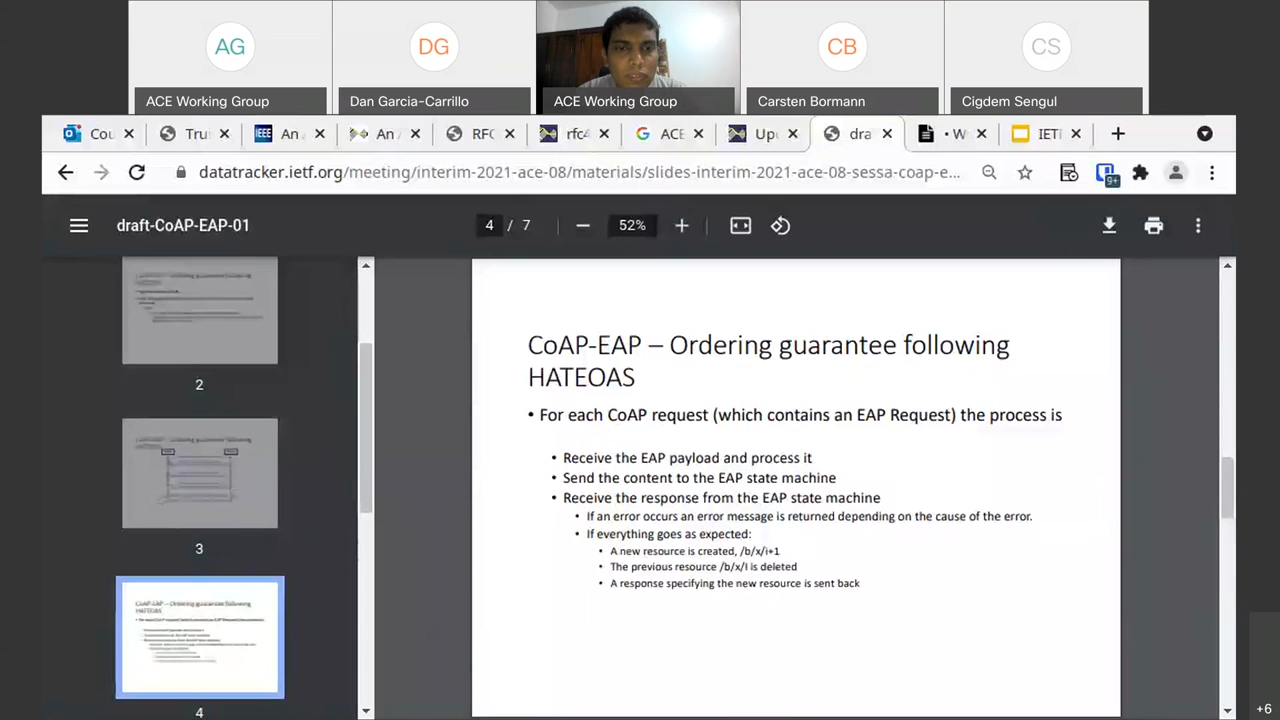 AG
ACE Working Group
DG
Dan Garcia-Carrillo
ACE Working Group
CB
Carsten Bormann
CS
Cigdem Sengul
Cou
Tru
An
An
RFC
rfc4
ACE
Upc
dra
• W
IETF
datatracker.ietf.org/meeting/interim-2021-ace-08/materials/slides-interim-2021-ace-08-sessa-coap-e...
9+
draft-CoAP-EAP-01
4 / 7
52%
2
3
4
CoAP-EAP – Ordering guarantee following
HATEOAS
• For each CoAP request (which contains an EAP Request) the process is
• Receive the EAP payload and process it
• Send the content to the EAP state machine
• Receive the response from the EAP state machine
• If an error occurs an error message is returned depending on the cause of the error.
• If everything goes as expected:
• A new resource is created, /b/x/i+1
• The previous resource /b/x/I is deleted
• A response specifying the new resource is sent back
+6